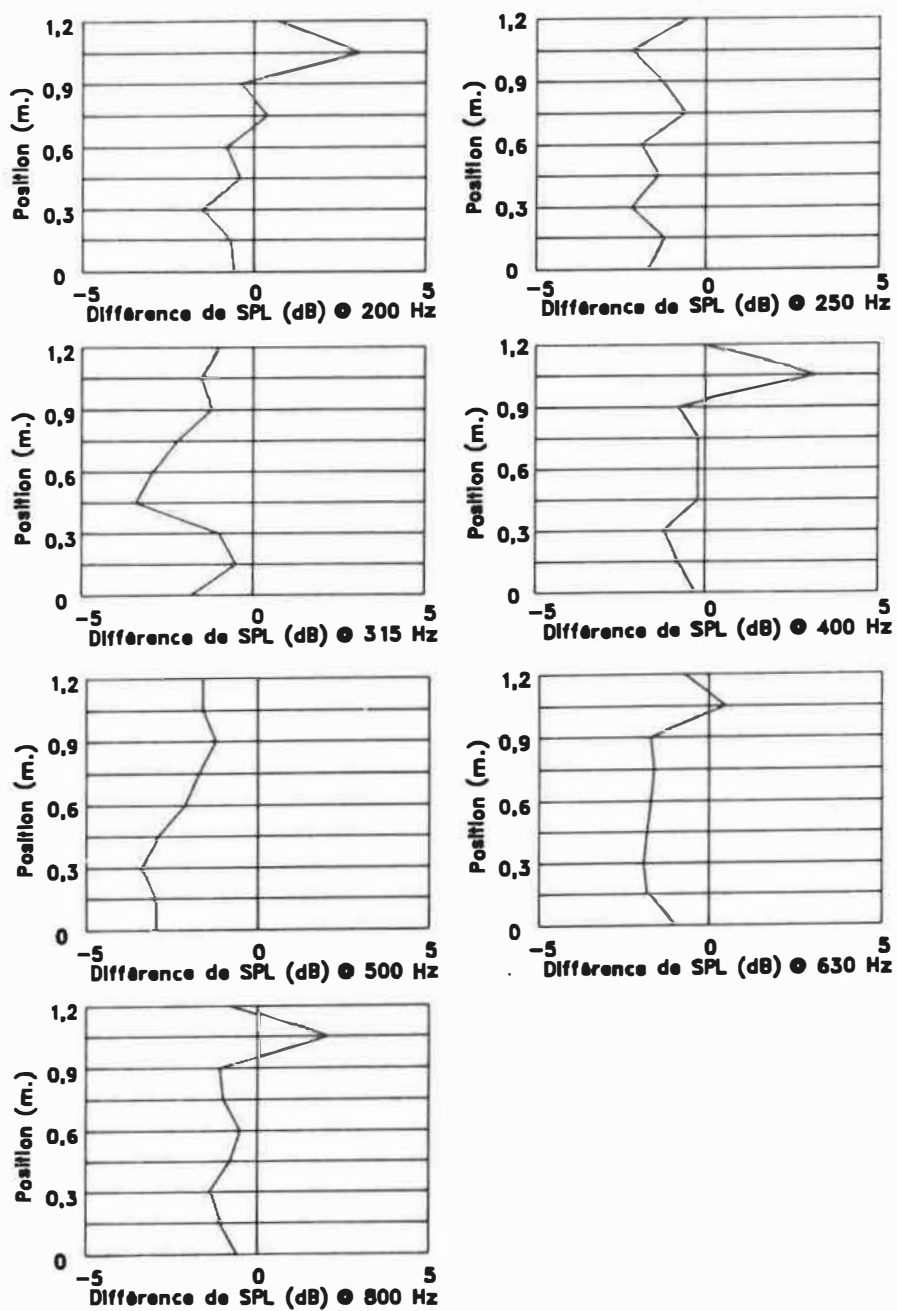 1,2
0,9
0,6
0,3
0
Position (m.)
-5 0 5
Différence de SPL (dB) @ 200 Hz
1,2
0,9
0,6
0,3
0
Position (m.)
-5 0 5
Différence de SPL (dB) @ 250 Hz
1,2
0,9
0,6
0,3
0
Position (m.)
-5 0 5
Différence de SPL (dB) @ 315 Hz
1,2
0,9
0,6
0,3
0
Position (m.)
-5 0 5
Différence de SPL (dB) @ 400 Hz
1,2
0,9
0,6
0,3
0
Position (m.)
-5 0 5
Différence de SPL (dB) @ 500 Hz
1,2
0,9
0,6
0,3
0
Position (m.)
-5 0 5
Différence de SPL (dB) @ 630 Hz
1,2
0,9
0,6
0,3
0
Position (m.)
-5 0 5
Différence de SPL (dB) @ 800 Hz